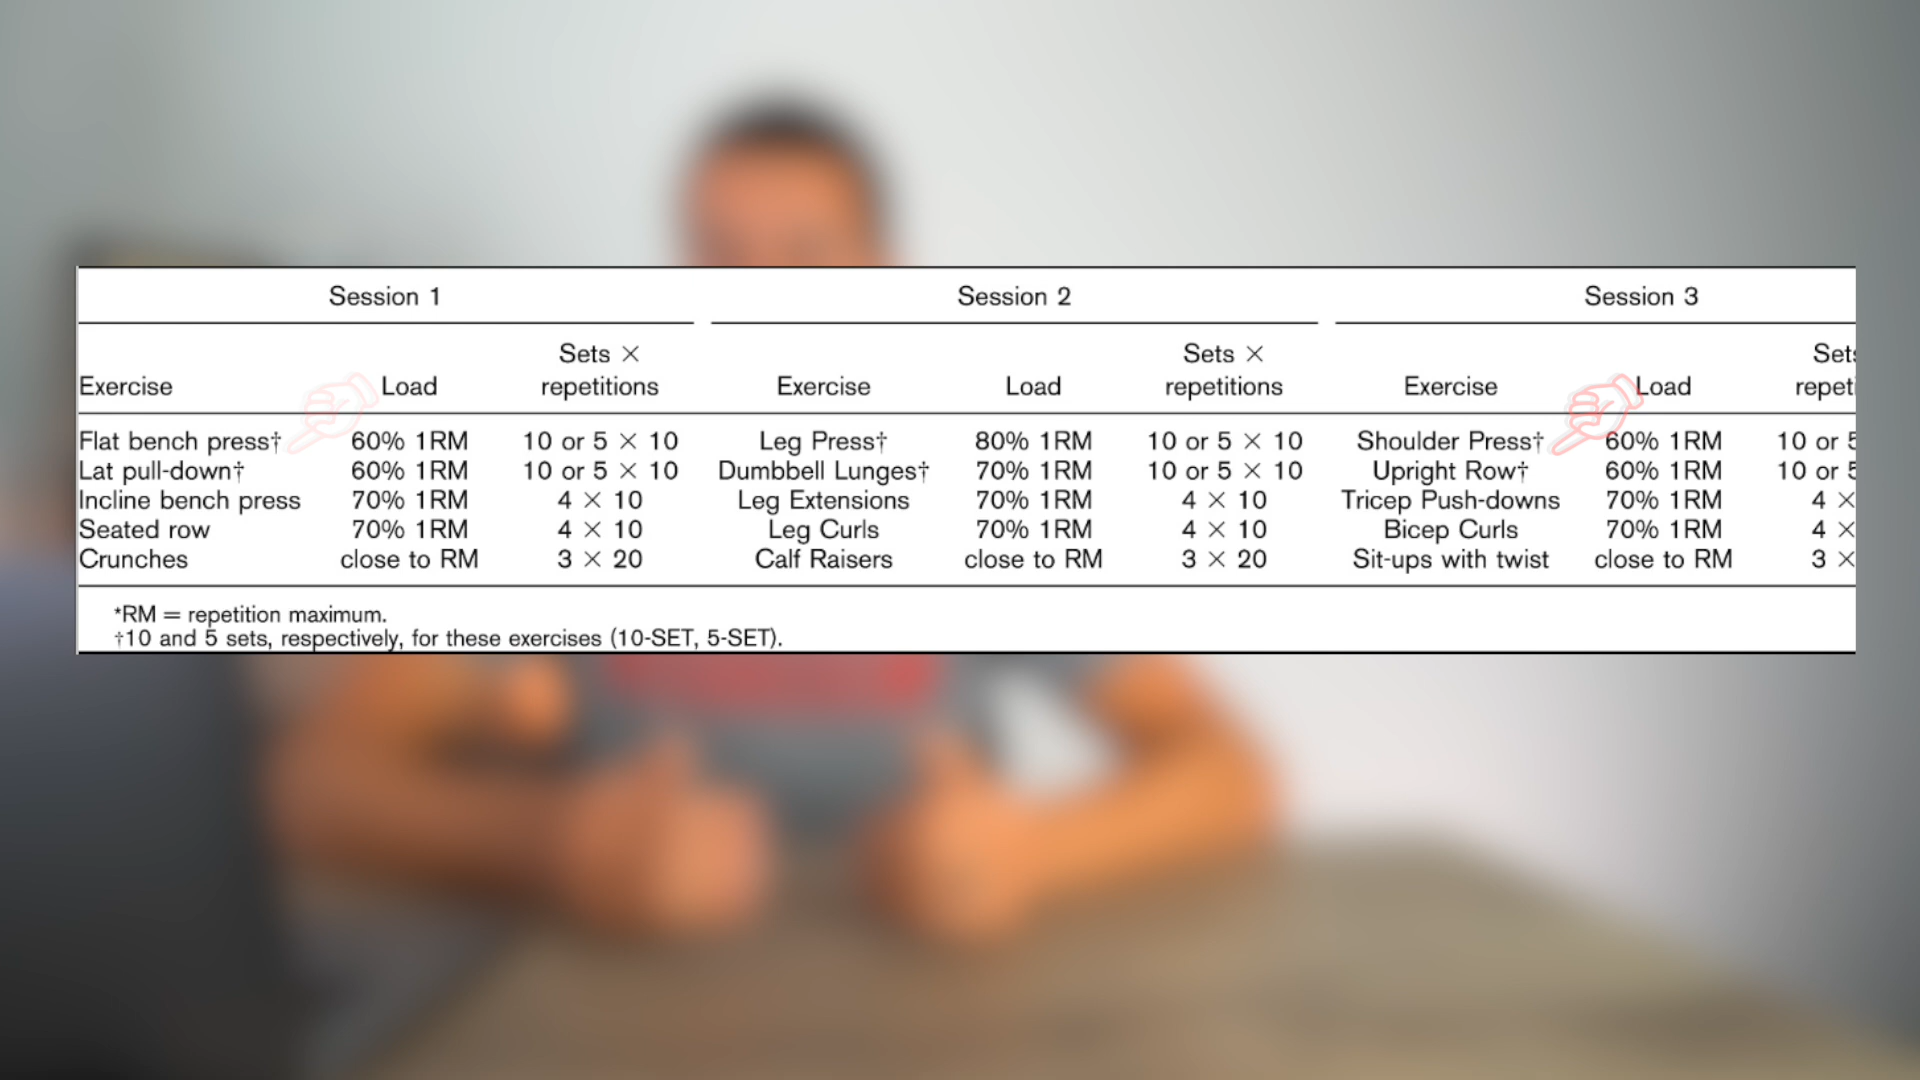 Session 1 Session 2 Session 3
Sets × Sets × Sets
Exercise Load repetitions Exercise Load repetitions Exercise Load repeti
Flat bench press† 60% 1RM 10 or 5 × 10 Leg Press† 80% 1RM 10 or 5 × 10 Shoulder Press† 60% 1RM 10 or 5
Lat pull-down† 60% 1RM 10 or 5 × 10 Dumbbell Lunges† 70% 1RM 10 or 5 × 10 Upright Row† 60% 1RM 10 or 5
Incline bench press 70% 1RM 4 × 10 Leg Extensions 70% 1RM 4 × 10 Tricep Push-downs 70% 1RM 4 ×
Seated row 70% 1RM 4 × 10 Leg Curls 70% 1RM 4 × 10 Bicep Curls 70% 1RM 4 ×
Crunches close to RM 3 × 20 Calf Raisers close to RM 3 × 20 Sit-ups with twist close to RM 3 ×
*RM = repetition maximum.
†10 and 5 sets, respectively, for these exercises (10-SET, 5-SET).